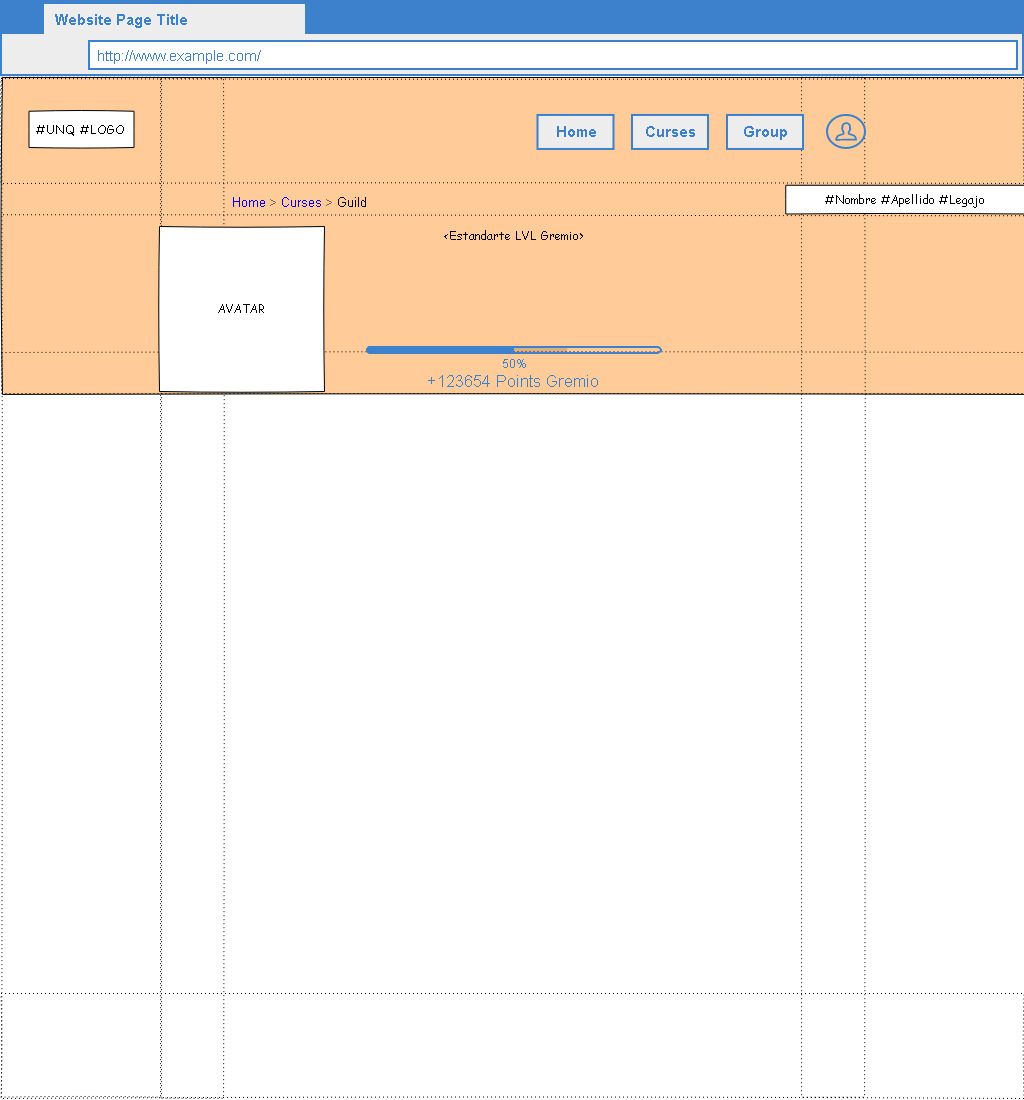 Website Page Title
http://www.example.com/
#UNQ #LOGO
Home
Curses
Group
Home > Curses > Guild
#Nombre #Apellido #Legajo
<Estandarte LVL Gremio>
AVATAR
50%
+123654 Points Gremio